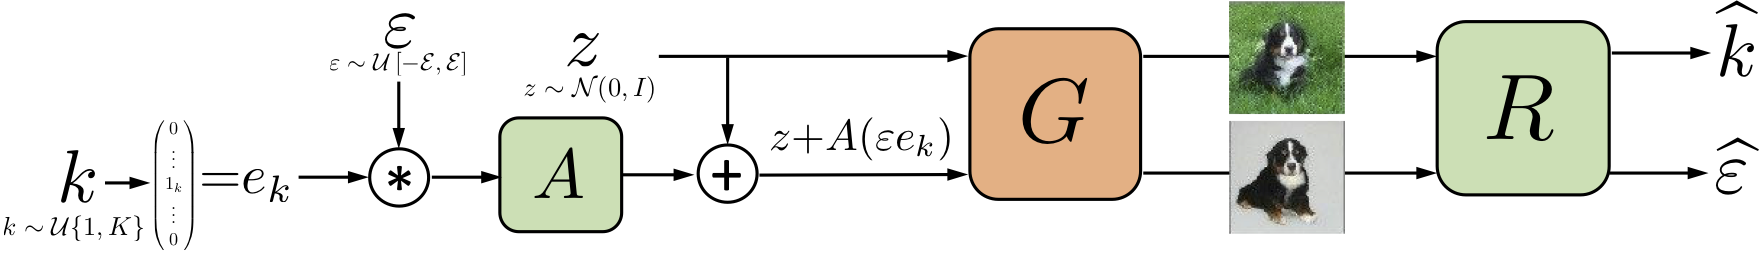 ε
ε ∼ 𝒰[−ℰ, ℰ]
z
z ∼ 𝒩(0, I)
k
k ∼ 𝒰{1, K}
0
⋮
1ₖ
⋮
0
=eₖ
*
A
+
z+A(εeₖ)
G
R
k̂
ε̂